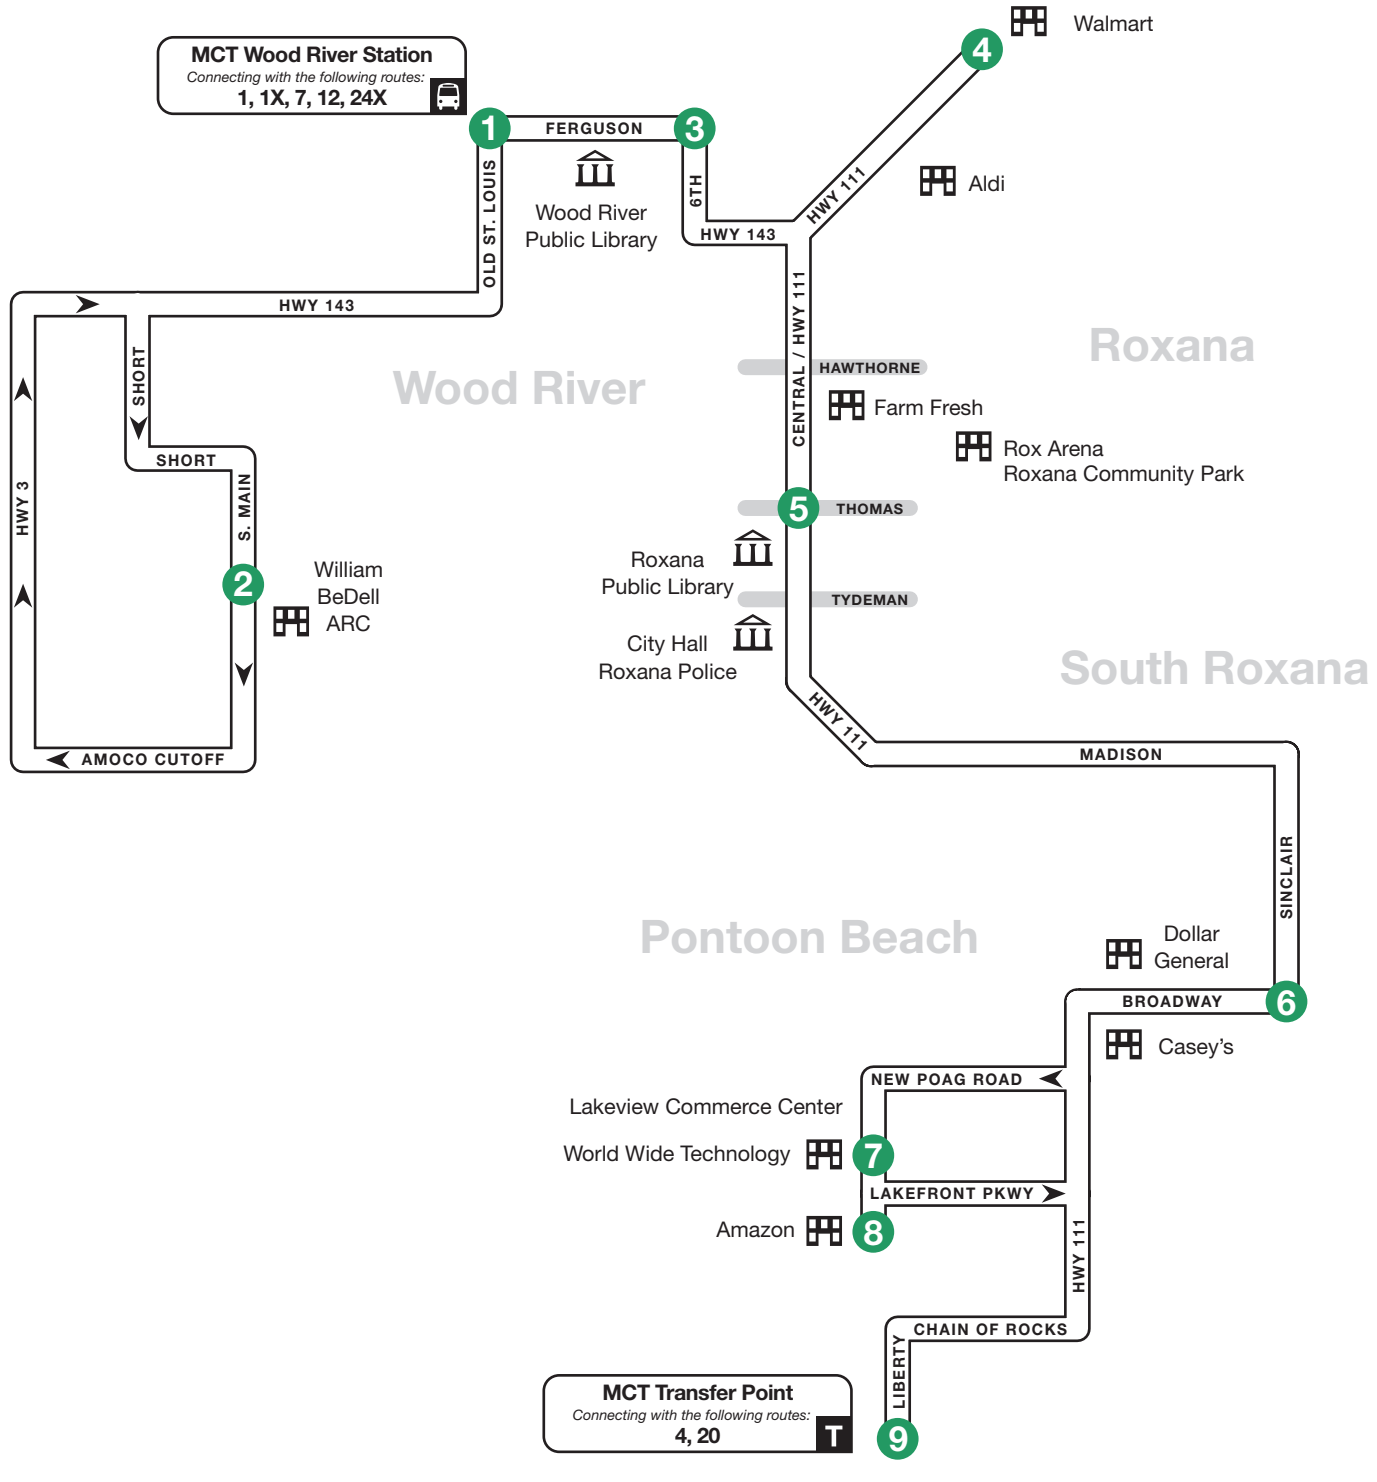 4
Walmart
MCT Wood River Station
Connecting with the following routes:
1, 1X, 7, 12, 24X
1
FERGUSON
3
OLD ST. LOUIS
Wood River
Public Library
6TH
HWY 143
HWY 111
Aldi
HWY 143
CENTRAL / HWY 111
SHORT
Wood River
Roxana
HAWTHORNE
Farm Fresh
Rox Arena
Roxana Community Park
SHORT
S. MAIN
HWY 3
5
THOMAS
2
William
BeDell
ARC
Roxana
Public Library
TYDEMAN
City Hall
Roxana Police
South Roxana
HWY 111
AMOCO CUTOFF
MADISON
SINCLAIR
Pontoon Beach
Dollar
General
BROADWAY
6
Casey's
NEW POAG ROAD
Lakeview Commerce Center
World Wide Technology
7
LAKEFRONT PKWY
Amazon
8
HWY 111
CHAIN OF ROCKS
LIBERTY
MCT Transfer Point
Connecting with the following routes:
4, 20
T
9